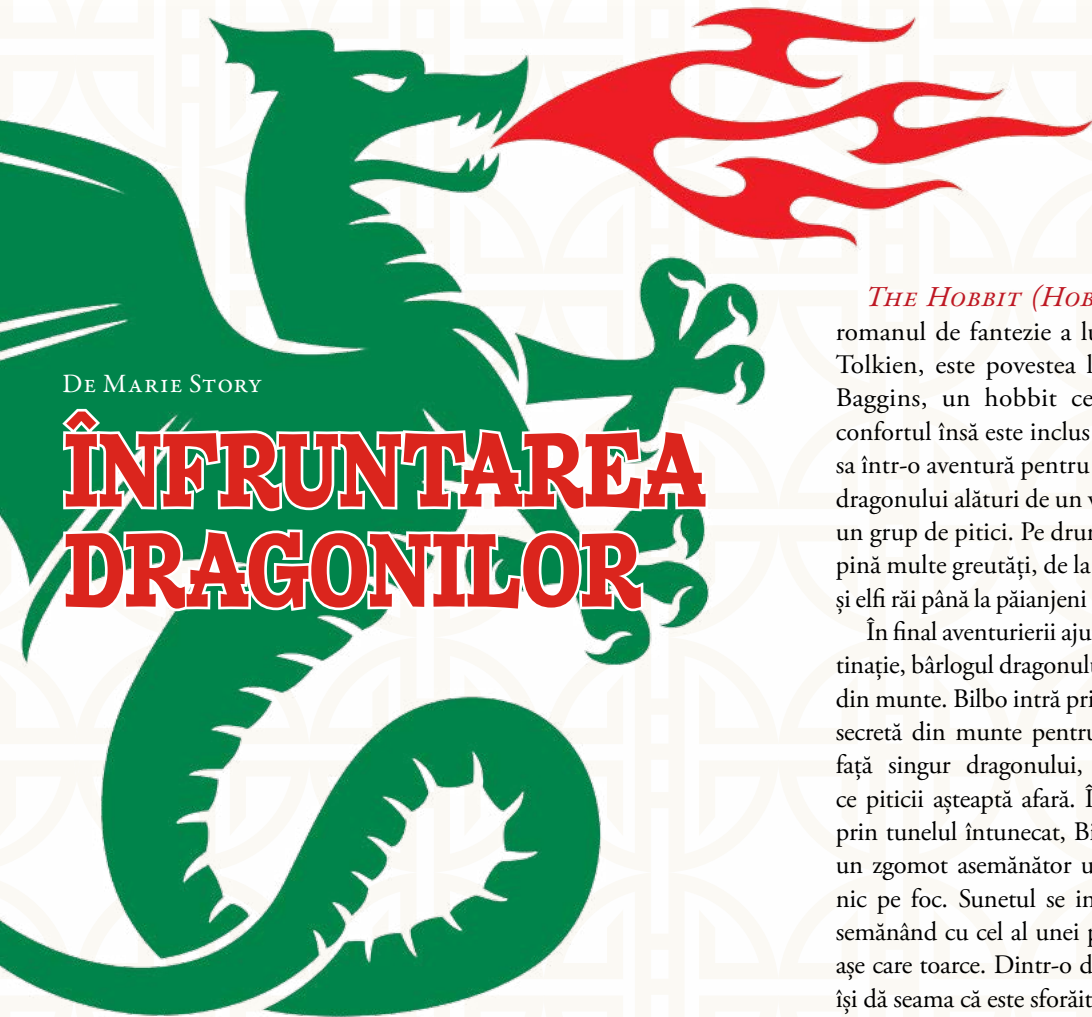 De Marie Story
ÎNFRUNTAREA
DRAGONILOR
The Hobbit (Hob
romanul de fantezie a lu
Tolkien, este povestea l
Baggins, un hobbit ce
confortul însă este inclus
sa într-o aventură pentru
dragonului alături de un v
un grup de pitici. Pe drun
pină multe greutăți, de la
și elfi răi până la păianjeni
În final aventurierii aju
tinație, bârlogul dragonulu
din munte. Bilbo intră pri
secretă din munte pentru
față singur dragonului,
ce piticii așteaptă afară. Î
prin tunelul întunecat, Bi
un zgomot asemănător u
nic pe foc. Sunetul se in
semănând cu cel al unei p
așe care toarce. Dintr-o d
își dă seama că este sforăit